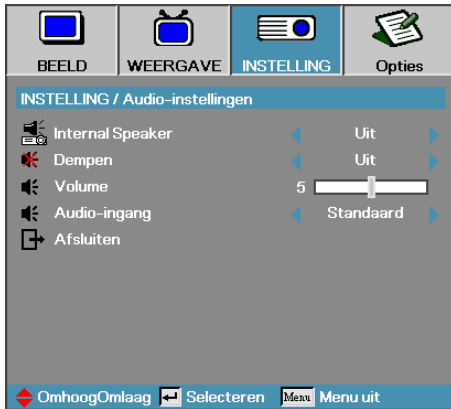 BEELD WEERGAVE INSTELLING Opties
INSTELLING / Audio-instellingen
Internal Speaker Uit
Dempen Uit
Volume 5
Audio-ingang Standaard
Afsluiten
OmhoogOmlaag Selecteren Menu Menu uit